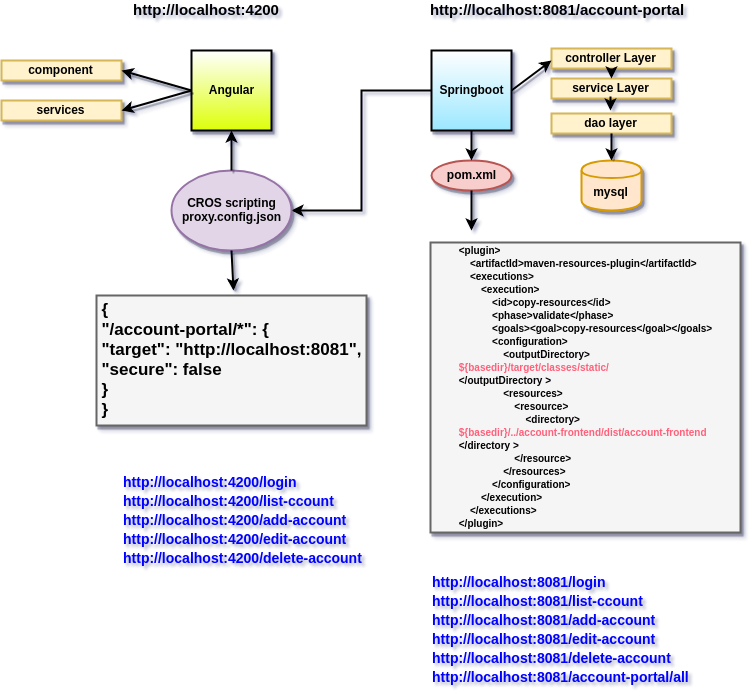 http://localhost:4200
http://localhost:8081/account-portal
component
services
Angular
Springboot
controller Layer
service Layer
dao layer
mysql
pom.xml
CROS scripting
proxy.config.json
{
"/account-portal/*": {
"target": "http://localhost:8081",
"secure": false
}
}
<plugin>
<artifactId>maven-resources-plugin</artifactId>
<executions>
<execution>
<id>copy-resources</id>
<phase>validate</phase>
<goals><goal>copy-resources</goal></goals>
<configuration>
<outputDirectory>
${basedir}/target/classes/static/
</outputDirectory >
<resources>
<resource>
<directory>
${basedir}/../account-frontend/dist/account-frontend
</directory >
</resource>
</resources>
</configuration>
</execution>
</executions>
</plugin>
http://localhost:4200/login
http://localhost:4200/list-ccount
http://localhost:4200/add-account
http://localhost:4200/edit-account
http://localhost:4200/delete-account
http://localhost:8081/login
http://localhost:8081/list-ccount
http://localhost:8081/add-account
http://localhost:8081/edit-account
http://localhost:8081/delete-account
http://localhost:8081/account-portal/all